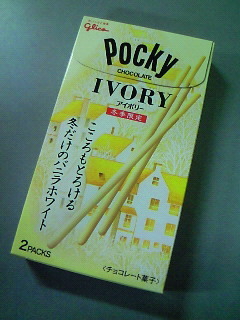 glico
POCKY
CHOCOLATE
IVORY
アイボリー
冬季限定
こころもとろける
冬だけのバニラホワイト
2 PACKS
〈チョコレート菓子〉